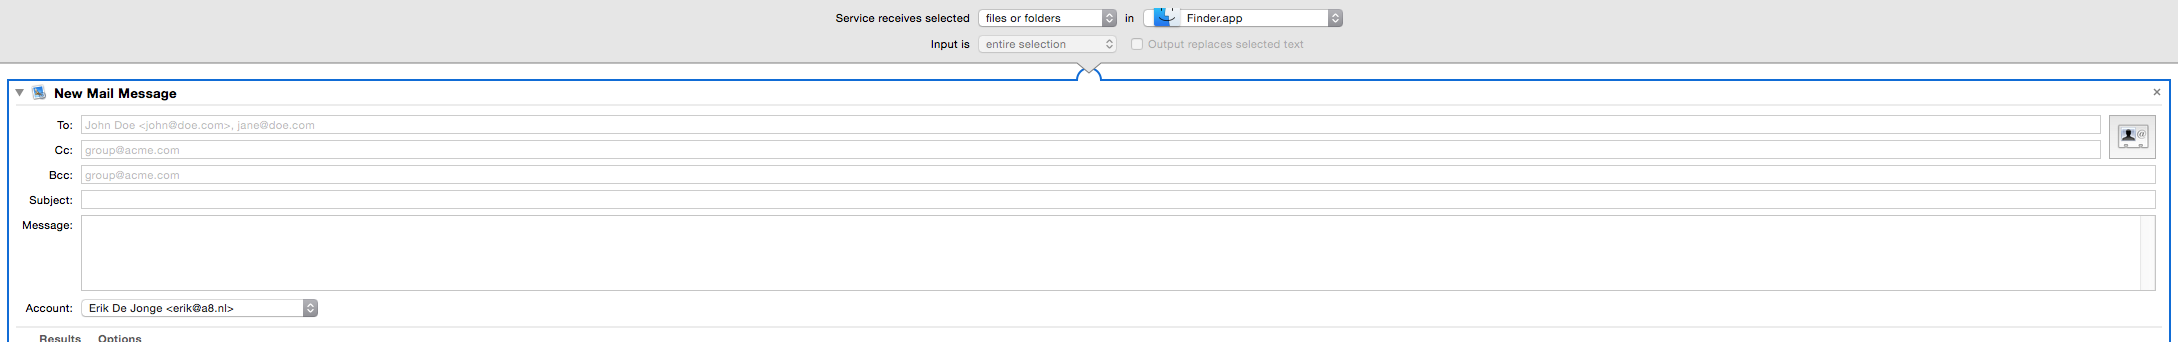 Service receives selected files or folders in Finder.app
Input is entire selection Output replaces selected text
New Mail Message
To: John Doe <john@doe.com>, jane@doe.com
Cc: group@acme.com
Bcc: group@acme.com
Subject:
Message:
Account: Erik De Jonge <erik@a8.nl>
Results Options